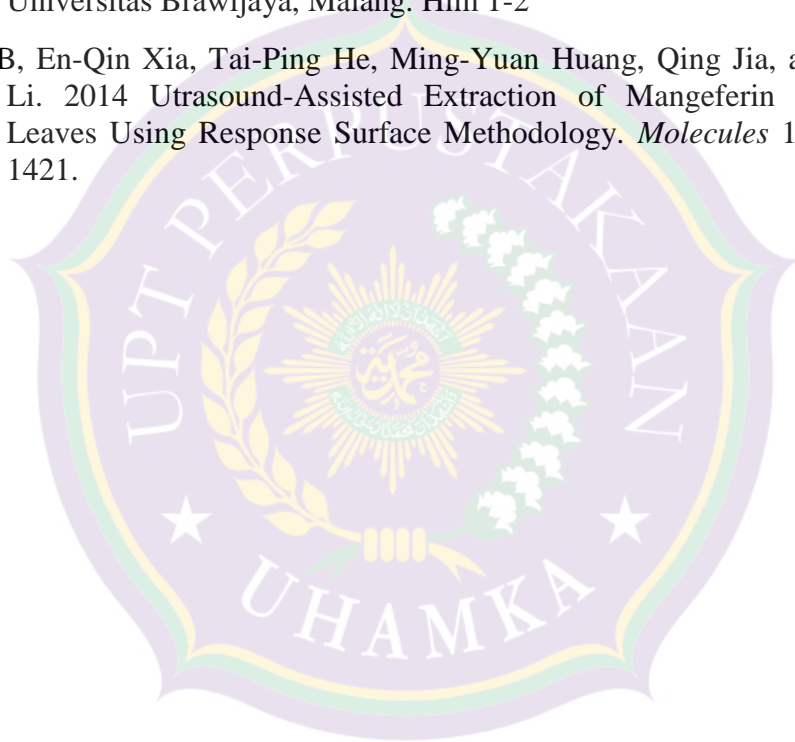 Universitas Brawijaya, Malang. Hlm 1-2
B, En-Qin Xia, Tai-Ping He, Ming-Yuan Huang, Qing Jia, a
Li. 2014 Utrasound-Assisted Extraction of Mangeferin
Leaves Using Response Surface Methodology. Molecules 1
1421.
UPT PERPUSTAKAAN
UHAMKA